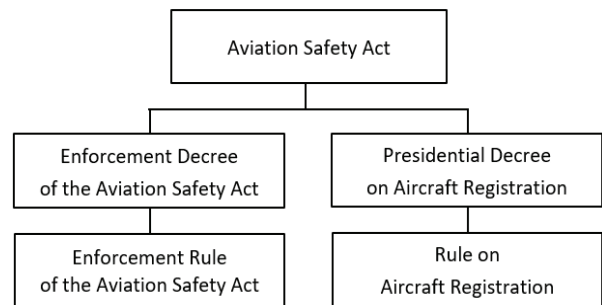 Aviation Safety Act
Enforcement Decree
of the Aviation Safety Act
Presidential Decree
on Aircraft Registration
Enforcement Rule
of the Aviation Safety Act
Rule on
Aircraft Registration